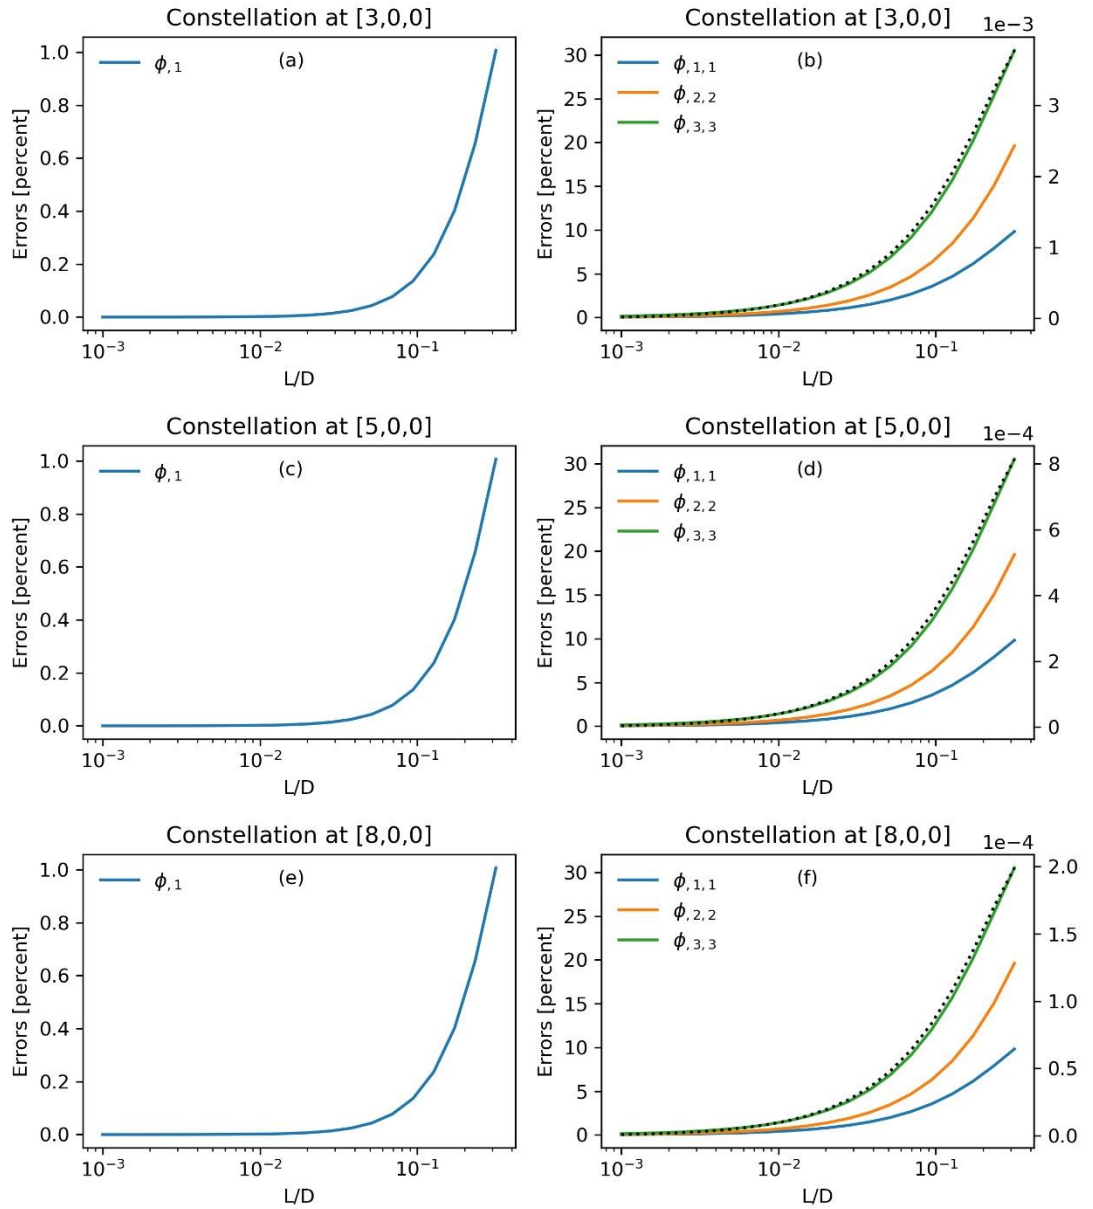 Constellation at [3,0,0]
ϕ,1
(a)
1.0
0.8
0.6
0.4
0.2
0.0
Errors [percent]
10⁻³
10⁻²
10⁻¹
L/D
Constellation at [3,0,0]
1e−3
ϕ,1,1
ϕ,2,2
ϕ,3,3
(b)
30
25
20
15
10
5
0
Errors [percent]
3
2
1
0
10⁻³
10⁻²
10⁻¹
L/D
Constellation at [5,0,0]
ϕ,1
(c)
1.0
0.8
0.6
0.4
0.2
0.0
Errors [percent]
10⁻³
10⁻²
10⁻¹
L/D
Constellation at [5,0,0]
1e−4
ϕ,1,1
ϕ,2,2
ϕ,3,3
(d)
30
25
20
15
10
5
0
Errors [percent]
8
6
4
2
0
10⁻³
10⁻²
10⁻¹
L/D
Constellation at [8,0,0]
ϕ,1
(e)
1.0
0.8
0.6
0.4
0.2
0.0
Errors [percent]
10⁻³
10⁻²
10⁻¹
L/D
Constellation at [8,0,0]
1e−4
ϕ,1,1
ϕ,2,2
ϕ,3,3
(f)
30
25
20
15
10
5
0
Errors [percent]
2.0
1.5
1.0
0.5
0.0
10⁻³
10⁻²
10⁻¹
L/D